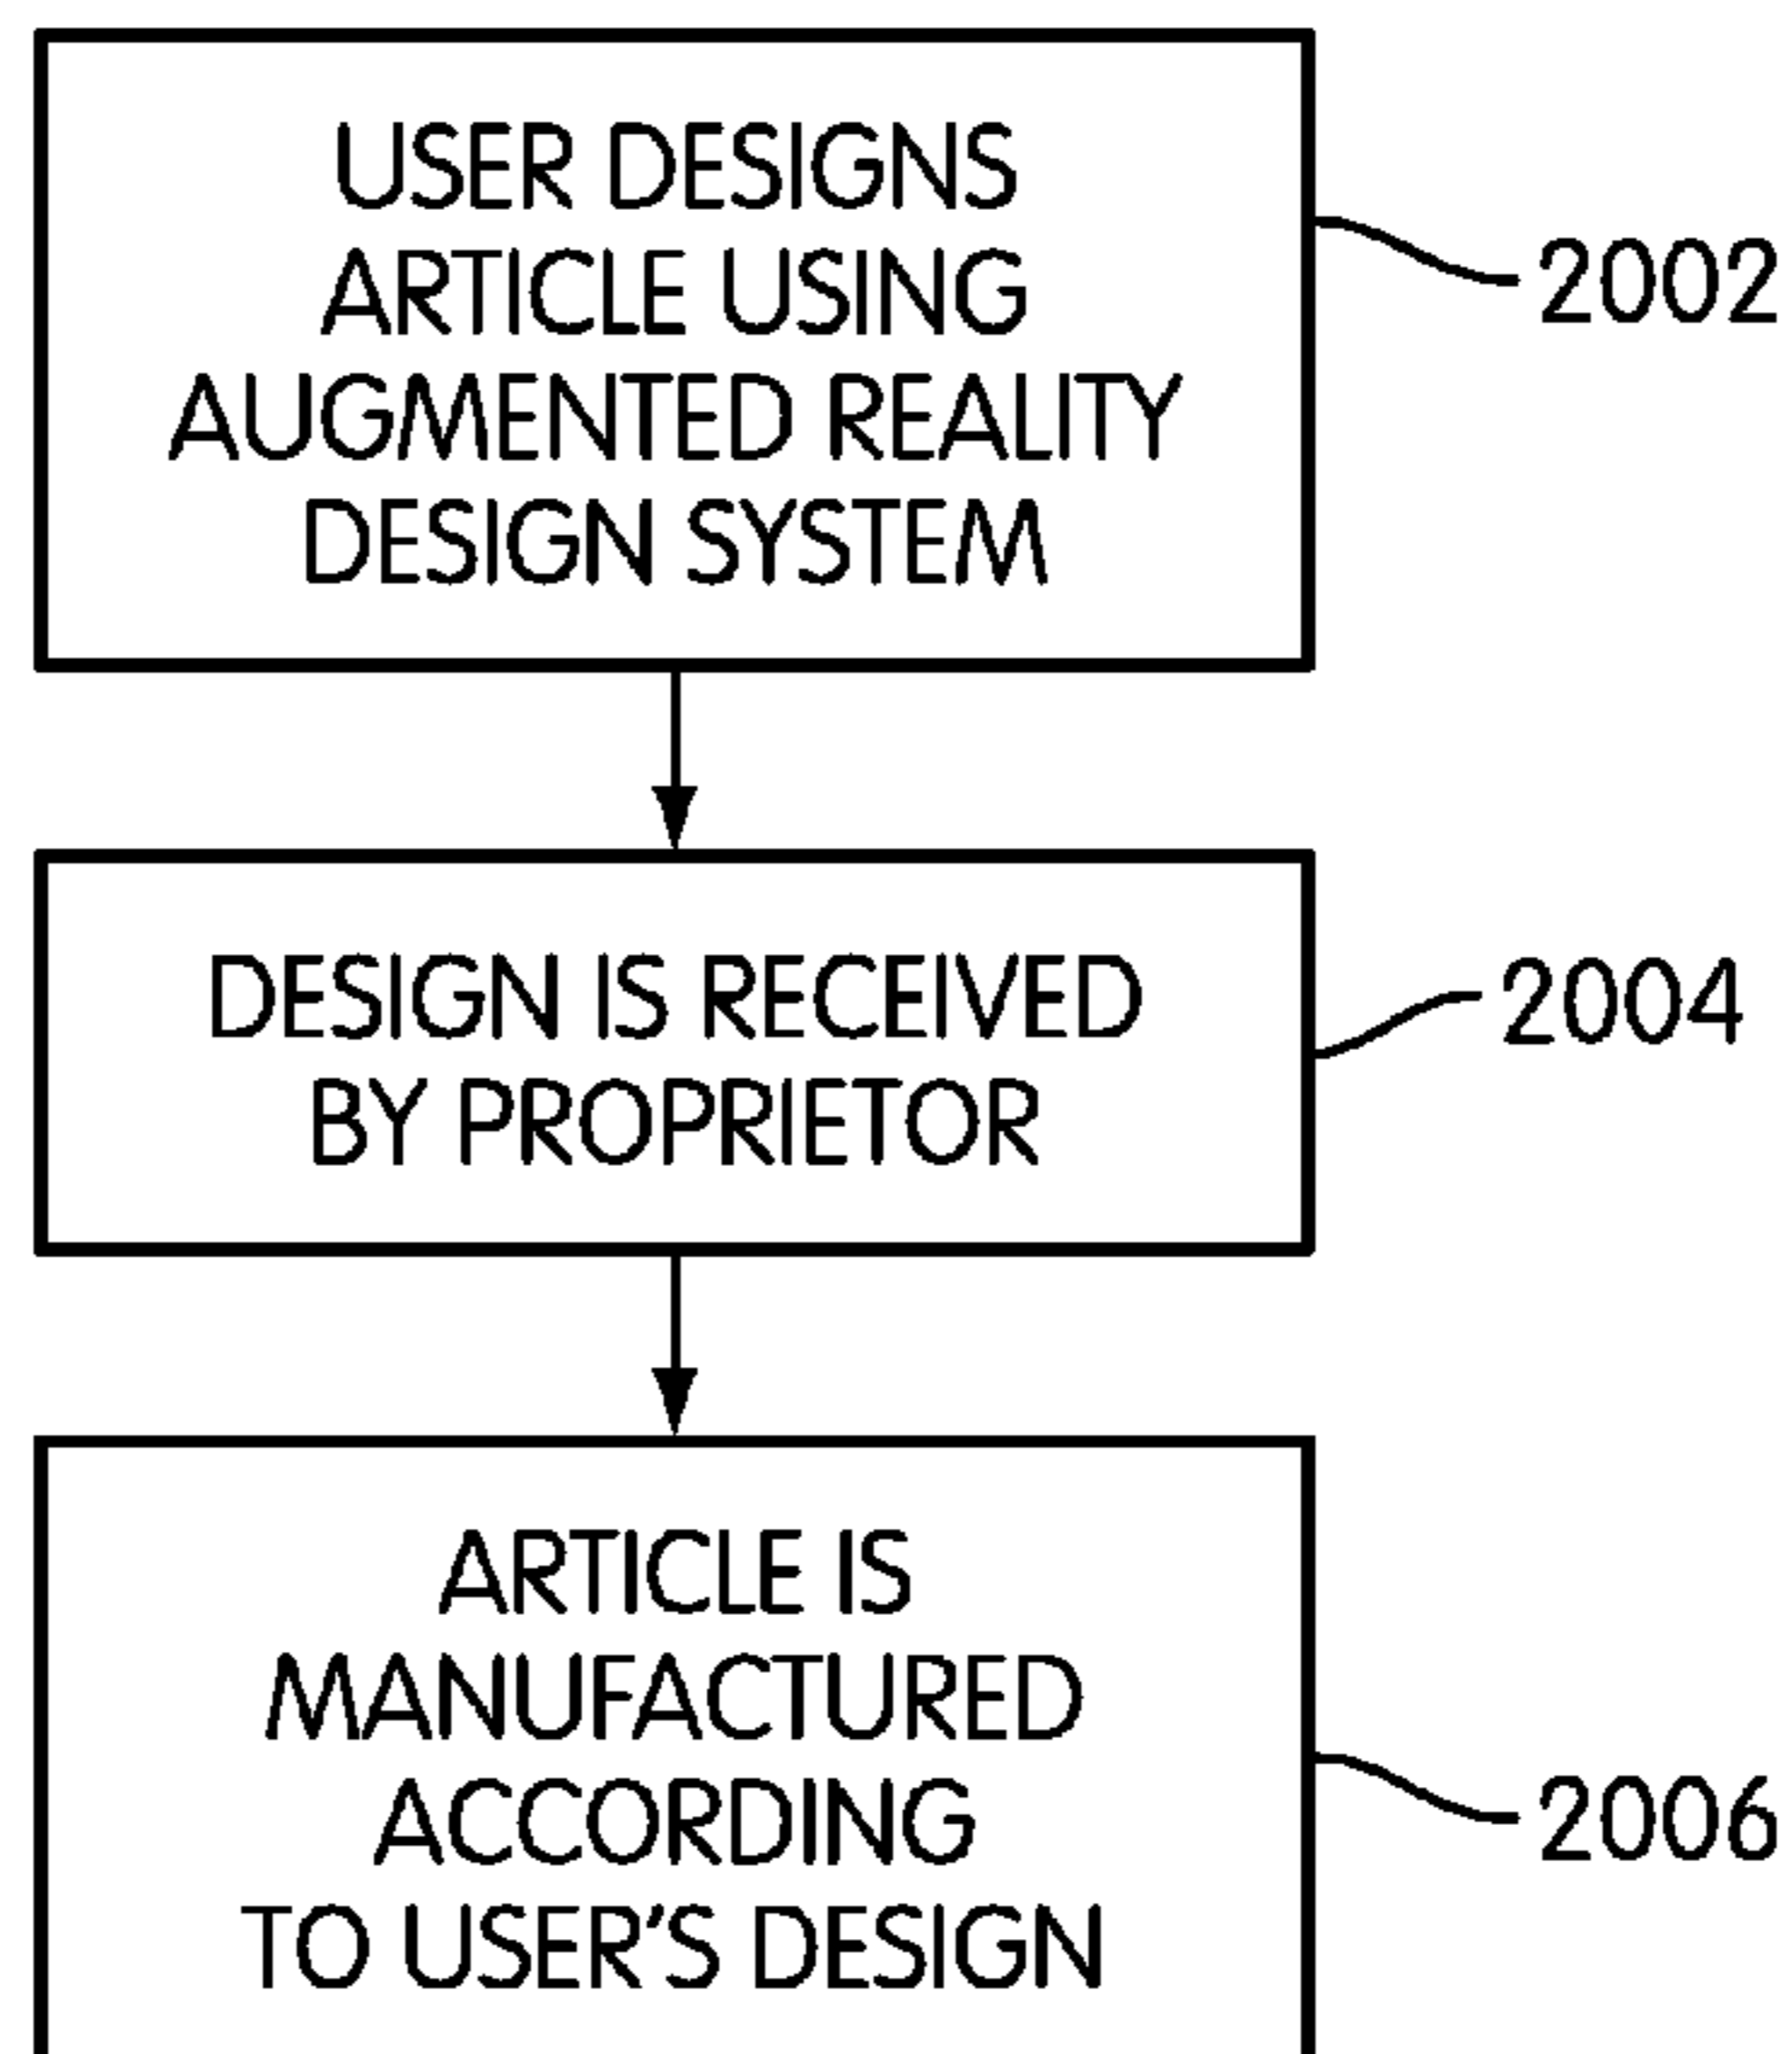 USER DESIGNS
ARTICLE USING
AUGMENTED REALITY
DESIGN SYSTEM
2002
DESIGN IS RECEIVED
BY PROPRIETOR
2004
ARTICLE IS
MANUFACTURED
ACCORDING
TO USER'S DESIGN
2006